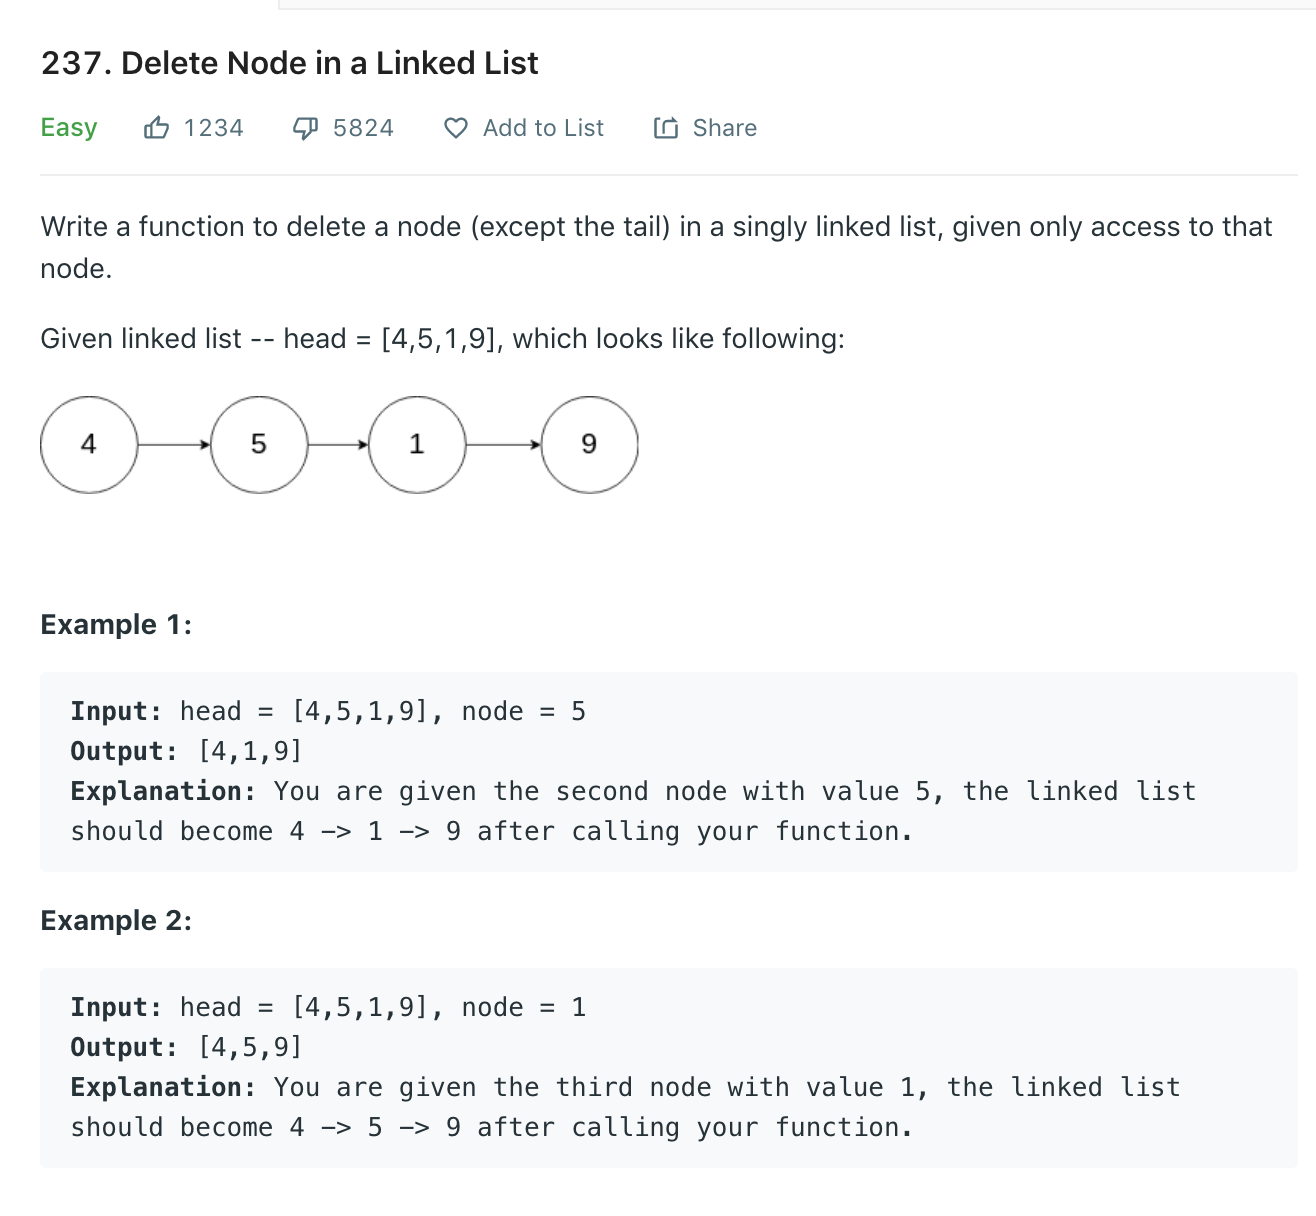 237. Delete Node in a Linked List
Easy 1234 5824 Add to List Share
Write a function to delete a node (except the tail) in a singly linked list, given only access to that
node.
Given linked list -- head = [4,5,1,9], which looks like following:
4 5 1 9
Example 1:
Input: head = [4,5,1,9], node = 5
Output: [4,1,9]
Explanation: You are given the second node with value 5, the linked list
should become 4 -> 1 -> 9 after calling your function.
Example 2:
Input: head = [4,5,1,9], node = 1
Output: [4,5,9]
Explanation: You are given the third node with value 1, the linked list
should become 4 -> 5 -> 9 after calling your function.